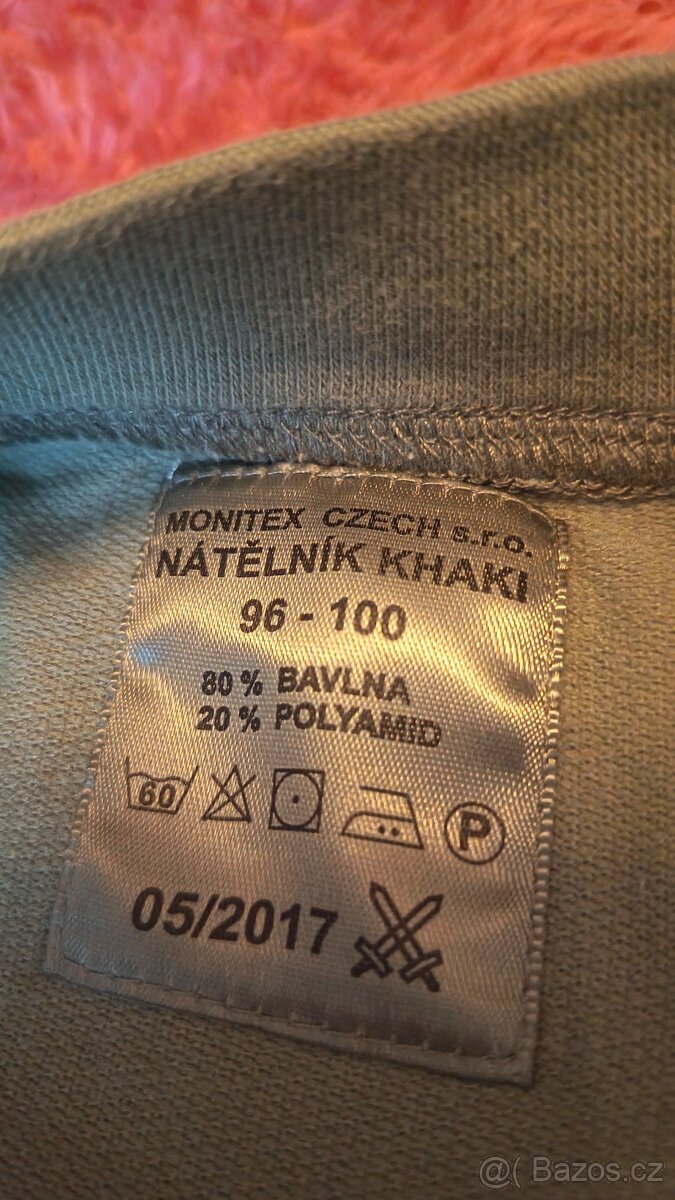 MONITEX CZECH s.r.o.
NÁTĚLNÍK KHAKI
96 - 100
80 % BAVLNA
20 % POLYAMID
60 P
05/2017
@( Bazos.cz